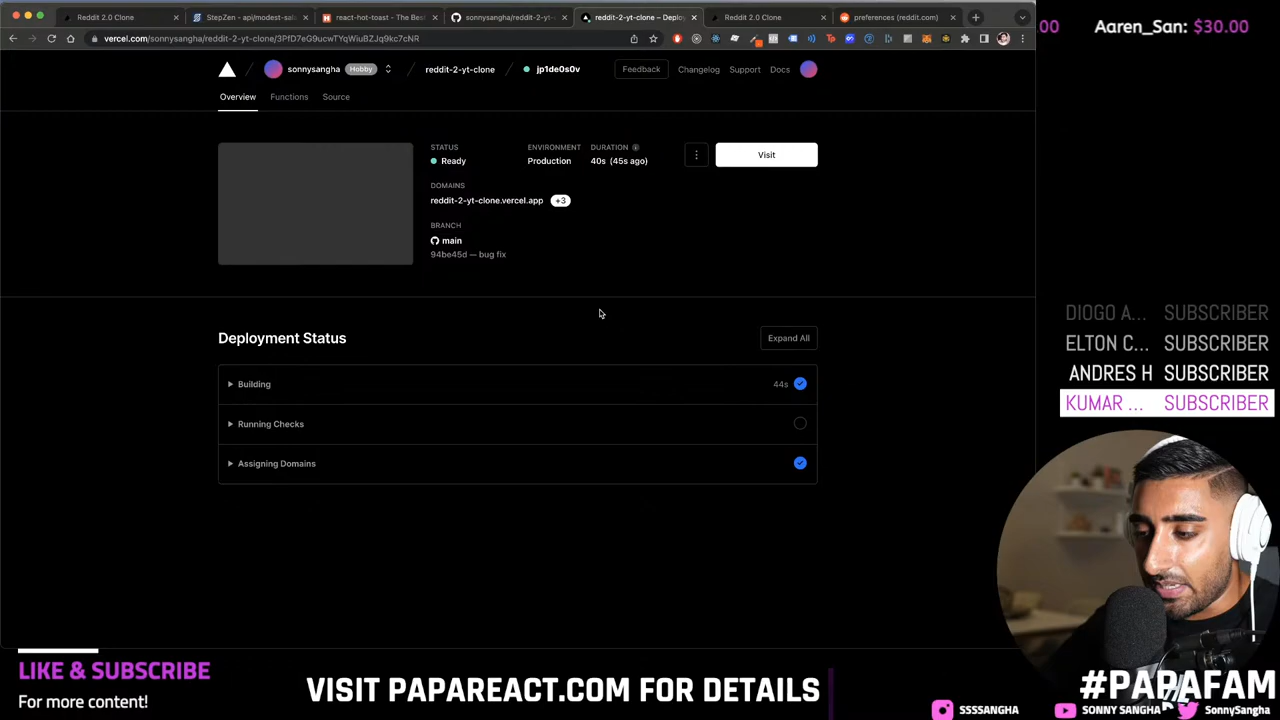 Reddit 2.0 Clone
StepZen - api/modest-sal
react-hot-toast - The Bes
sonnysangha/reddit-2-yt-c
reddit-2-yt-clone – Deplo
Reddit 2.0 Clone
preferences (reddit.com)
vercel.com/sonnysangha/reddit-2-yt-clone/3PfD7eG9ucwTYqWiuBZJq9kc7cNR
.00
Aaren_San: $30.00
sonnysangha
Hobby
reddit-2-yt-clone
jp1de0s0v
Feedback
Changelog
Support
Docs
Overview
Functions
Source
STATUS
Ready
ENVIRONMENT
Production
DURATION
40s (45s ago)
Visit
DOMAINS
reddit-2-yt-clone.vercel.app
+3
BRANCH
main
94be45d — bug fix
Deployment Status
Expand All
Building
44s
Running Checks
Assigning Domains
DIOGO A... SUBSCRIBER
ELTON C... SUBSCRIBER
ANDRES H SUBSCRIBER
KUMAR ... SUBSCRIBER
LIKE & SUBSCRIBE
For more content!
VISIT PAPAREACT.COM FOR DETAILS
#PAPAFAM
SSSSANGHA
SONNY SANGHA
SonnySangha